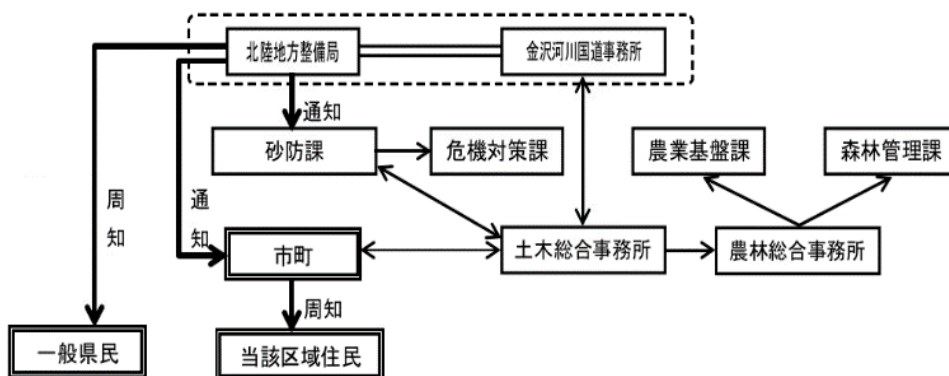 北陸地方整備局
金沢河川国道事務所
通知
砂防課
危機対策課
農業基盤課
森林管理課
周知
通知
市町
土木総合事務所
農林総合事務所
周知
一般県民
当該区域住民